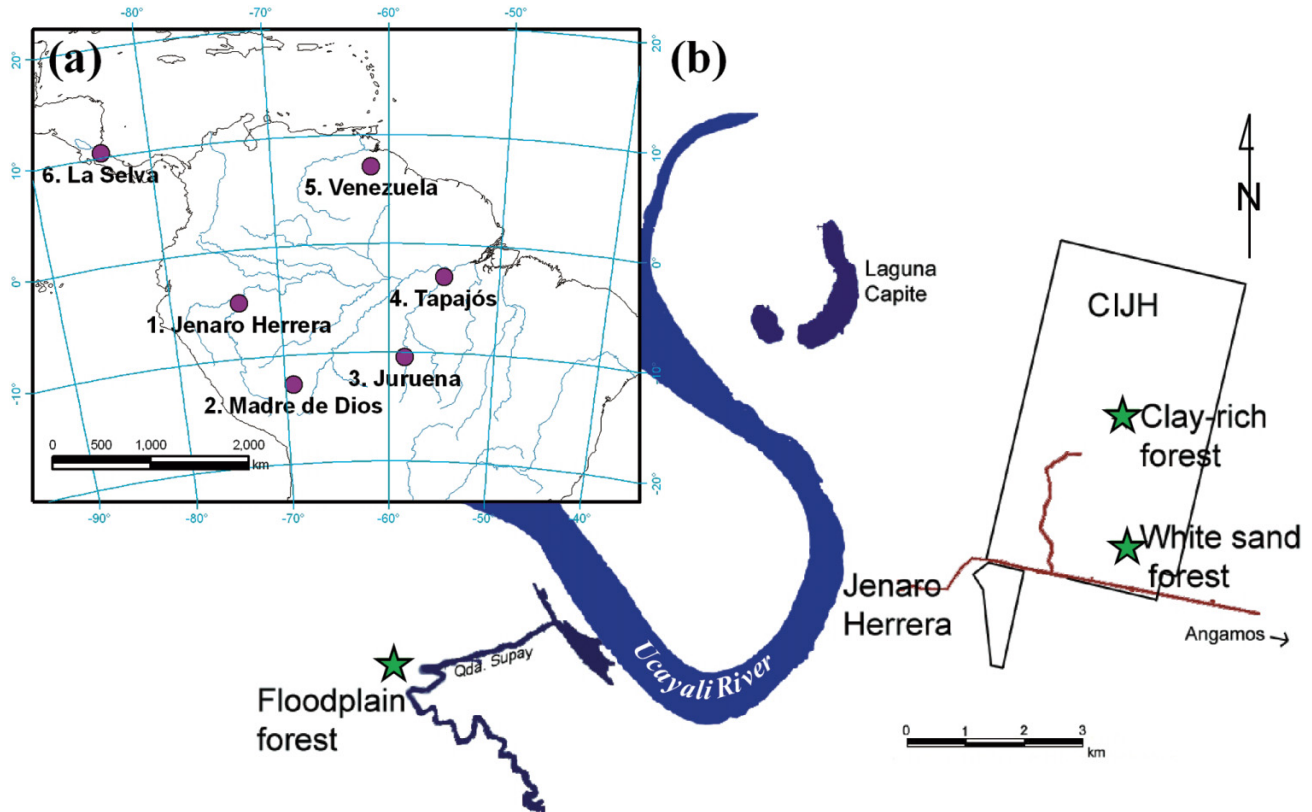 -80°
-70°
-60°
-50°
(a)
(b)
20°
20°
10°
10°
0°
0°
-10°
-10°
-20°
6. La Selva
5. Venezuela
4. Tapajós
1. Jenaro Herrera
3. Juruena
2. Madre de Dios
0 500 1,000 2,000
km
-90°
-80°
-70°
-60°
-50°
-40°
N
Laguna
Capite
CIJH
Clay-rich
forest
White sand
forest
Jenaro
Herrera
Angamos →
Ucayali River
Qda. Supay
Floodplain
forest
0 1 2 3
km